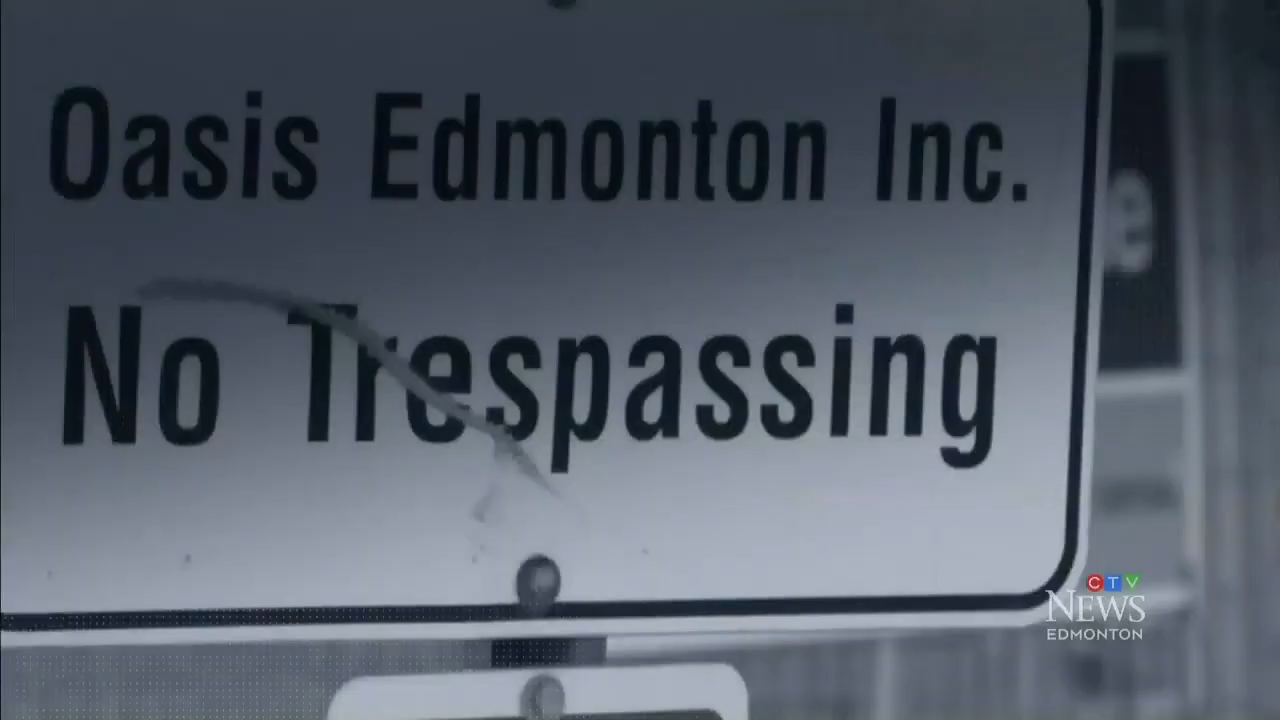 Oasis Edmonton Inc.
No Trespassing
e
CTV
NEWS
EDMONTON